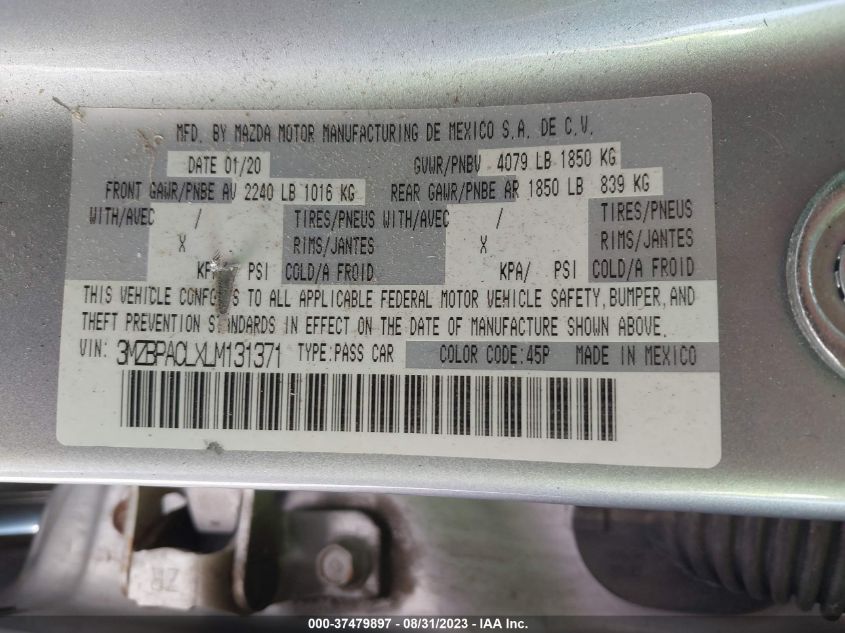 MFD. BY MAZDA MOTOR MANUFACTURING DE MEXICO S.A. DE C.V.
DATE 01/20 GVWR/PNBV 4079 LB 1850 KG
FRONT GAWR/PNBE AV 2240 LB 1016 KG REAR GAWR/PNBE AR 1850 LB 839 KG
WITH/AVEC / TIRES/PNEUS WITH/AVEC / TIRES/PNEUS
X RIMS/JANTES X RIMS/JANTES
PSI COLD/A FROID KPA/ PSI COLD/A FROID
THIS VEHICLE TO ALL APPLICABLE FEDERAL MOTOR VEHICLE SAFETY, BUMPER, AND
THEFT PREVENTION IN EFFECT ON THE DATE OF MANUFACTURE SHOWN ABOVE.
VIN: 3MZBPACLXLM131371 TYPE:PASS CAR COLOR CODE:45P MADE IN MEXICO
000-37479897 - 08/31/2023 - IAA Inc.